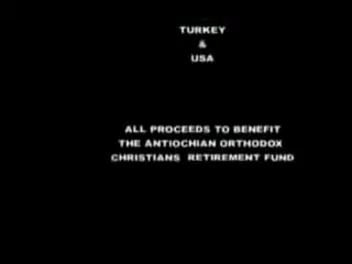 TURKEY
&
USA
ALL PROCEEDS TO BENEFIT
THE ANTIOCHIAN ORTHODOX
CHRISTIANS RETIREMENT FUND